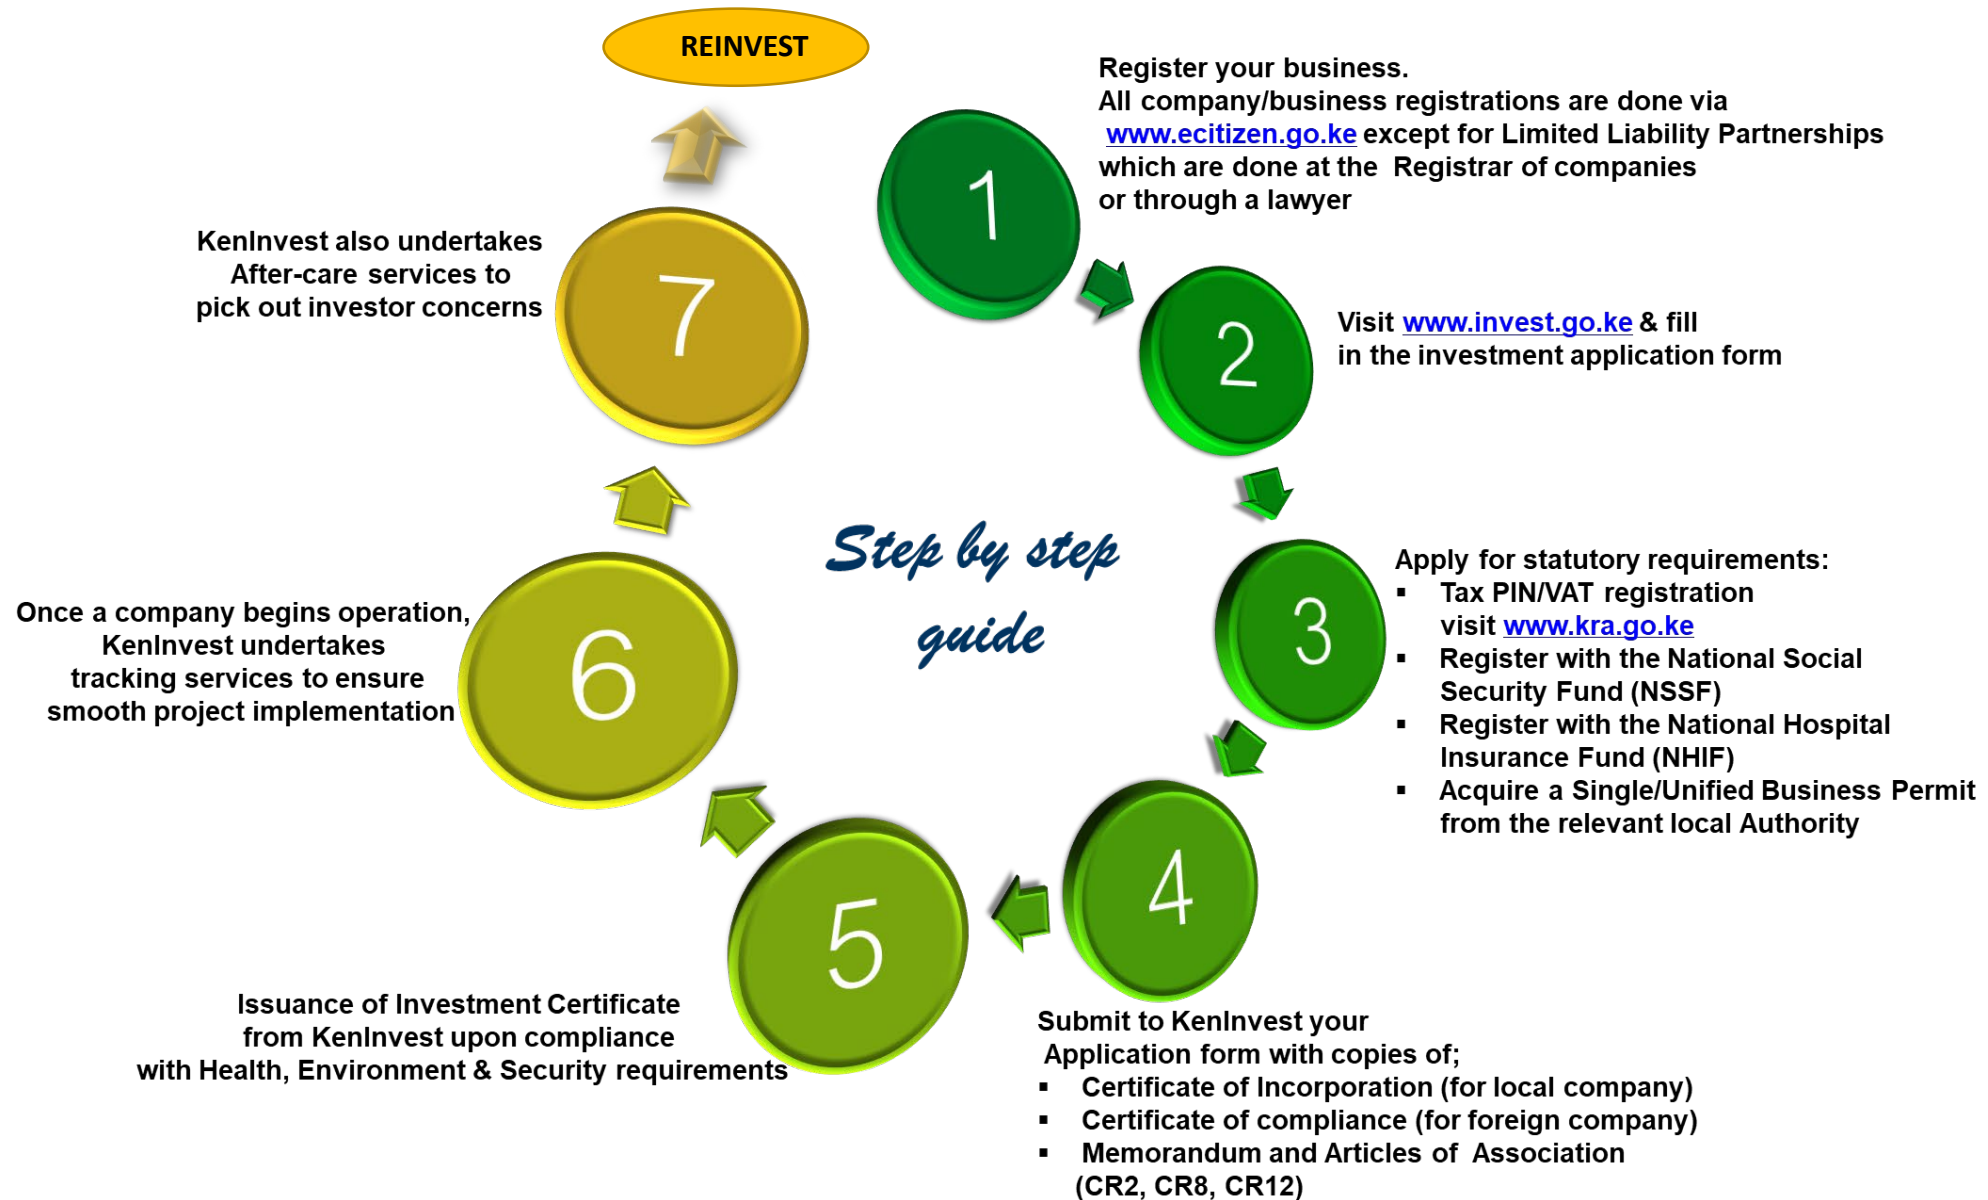 REINVEST
1
Register your business.
All company/business registrations are done via
www.ecitizen.go.ke except for Limited Liability Partnerships
which are done at the Registrar of companies
or through a lawyer
2
Visit www.invest.go.ke & fill
in the investment application form
3
Apply for statutory requirements:
▪ Tax PIN/VAT registration
visit www.kra.go.ke
▪ Register with the National Social
Security Fund (NSSF)
▪ Register with the National Hospital
Insurance Fund (NHIF)
▪ Acquire a Single/Unified Business Permit
from the relevant local Authority
4
Submit to KenInvest your
Application form with copies of;
▪ Certificate of Incorporation (for local company)
▪ Certificate of compliance (for foreign company)
▪ Memorandum and Articles of Association
(CR2, CR8, CR12)
5
Issuance of Investment Certificate
from KenInvest upon compliance
with Health, Environment & Security requirements
6
Once a company begins operation,
KenInvest undertakes
tracking services to ensure
smooth project implementation
7
KenInvest also undertakes
After-care services to
pick out investor concerns
Step by step
guide